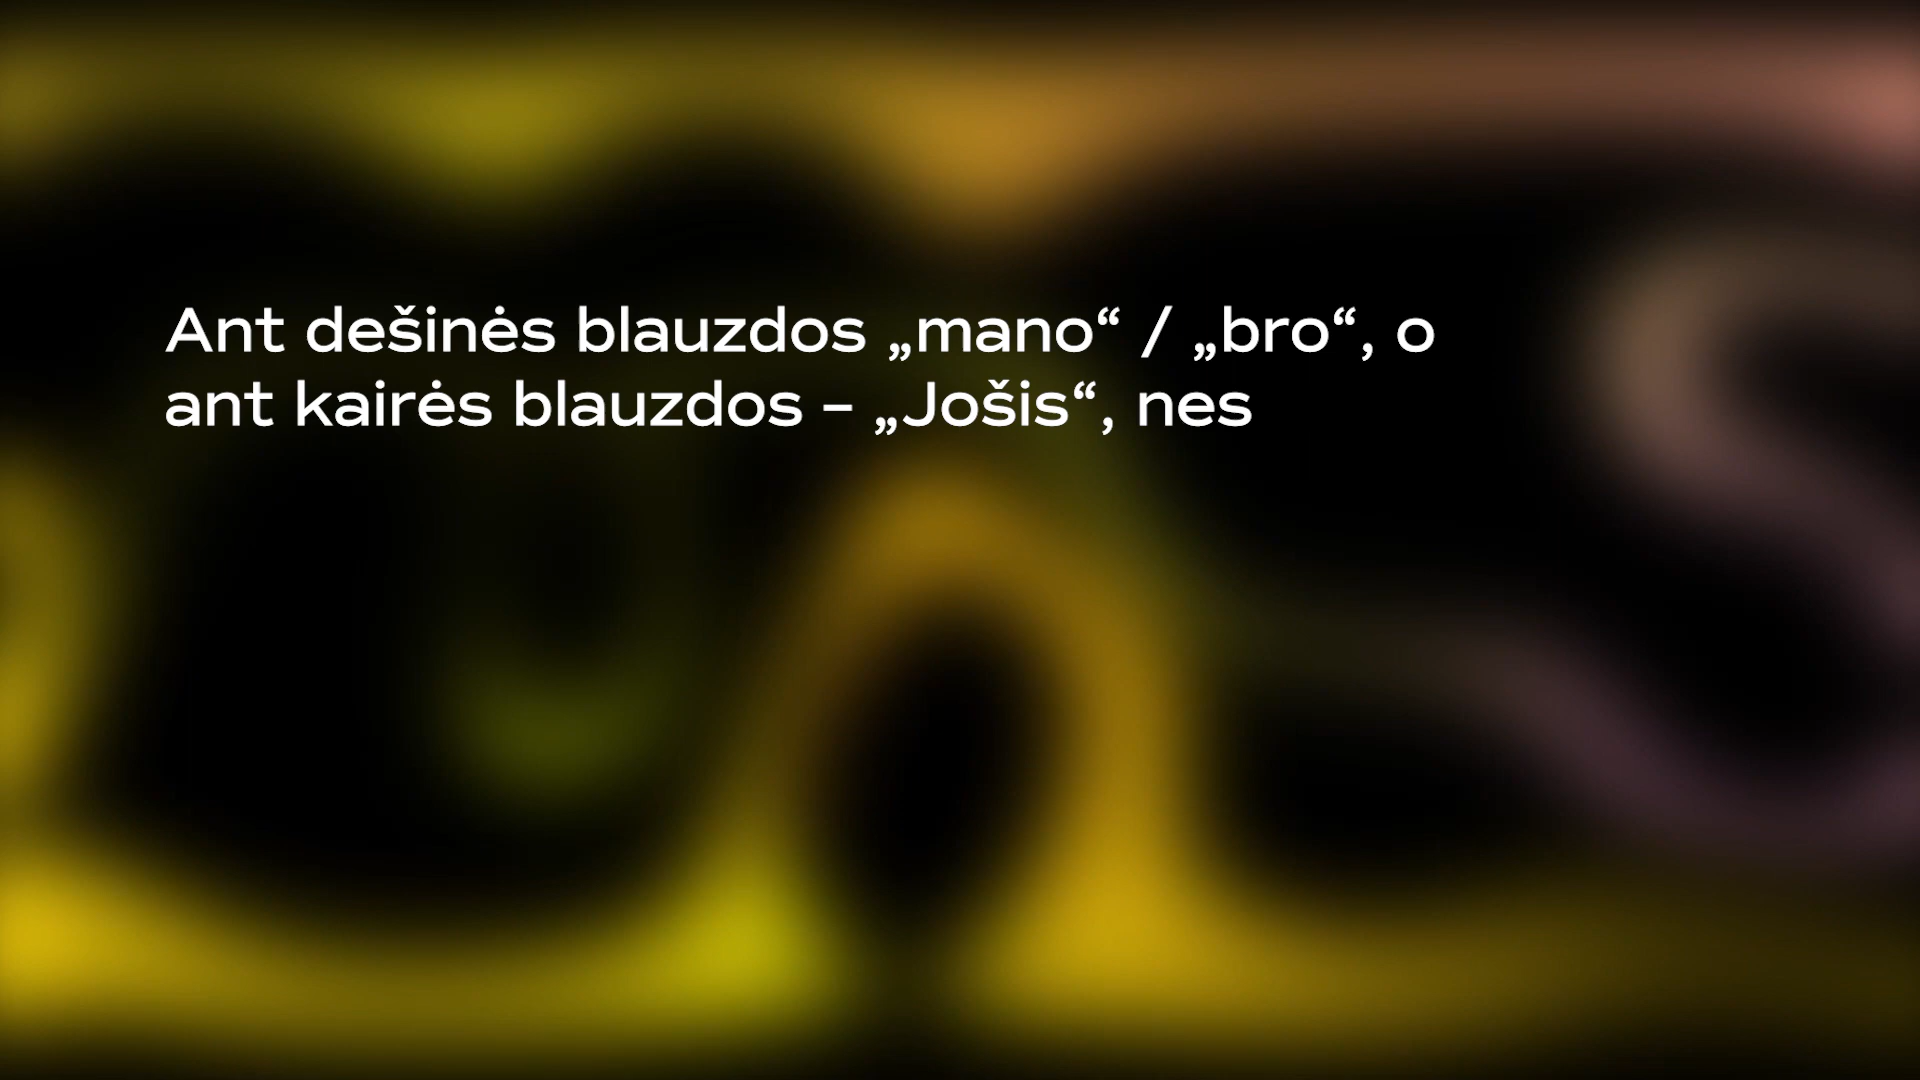 Ant dešinės blauzdos „mano“ / „bro“, o
ant kairės blauzdos – „Jošis“, nes